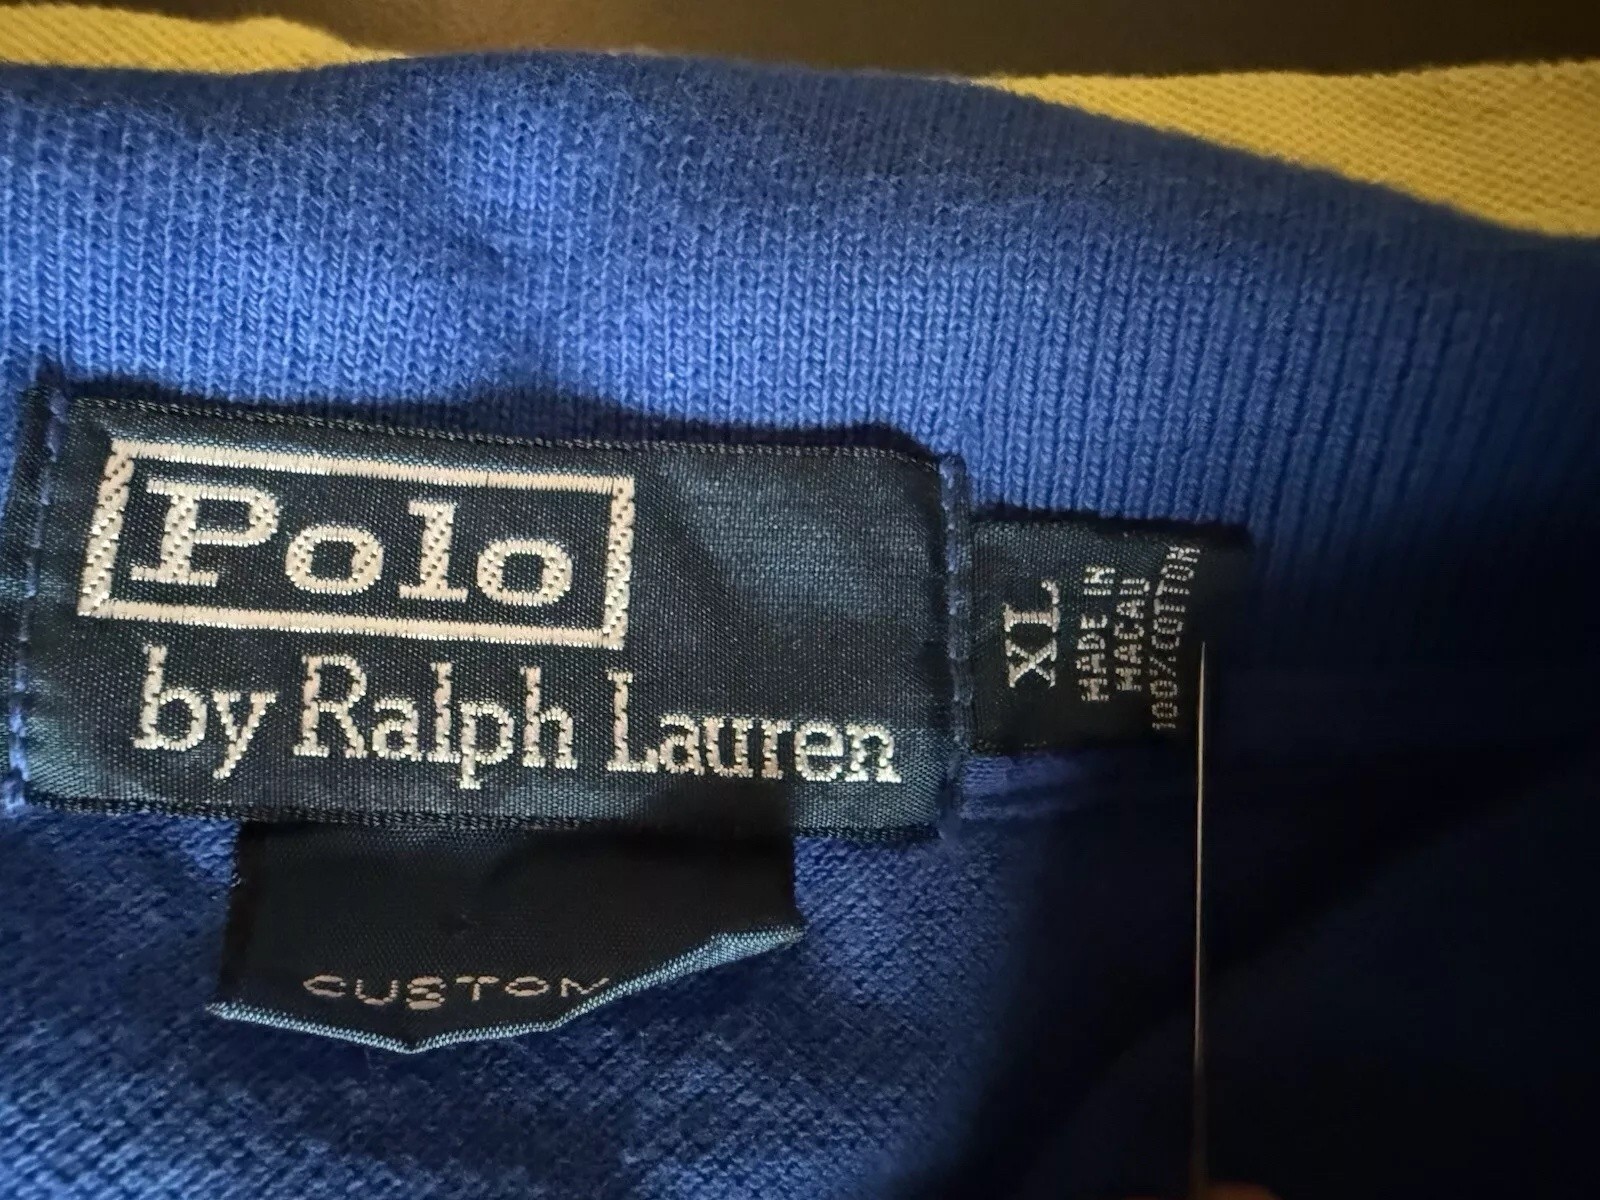 Polo
by Ralph Lauren
XL
MADE IN
MACAU
100% COTTON
CUSTOM